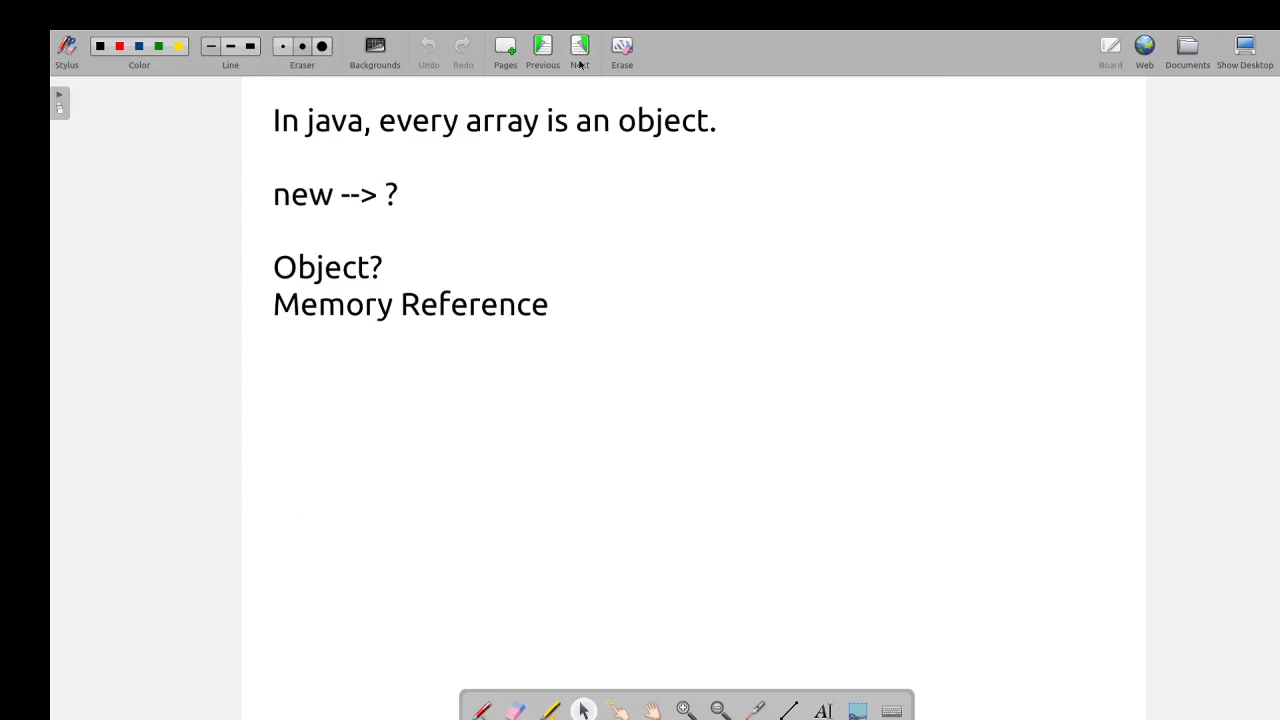 Stylus Color Line Eraser Backgrounds Undo Redo Pages Previous Next Erase Board Web Documents Show Desktop
In java, every array is an object.
new --> ?
Object?
Memory Reference
AI